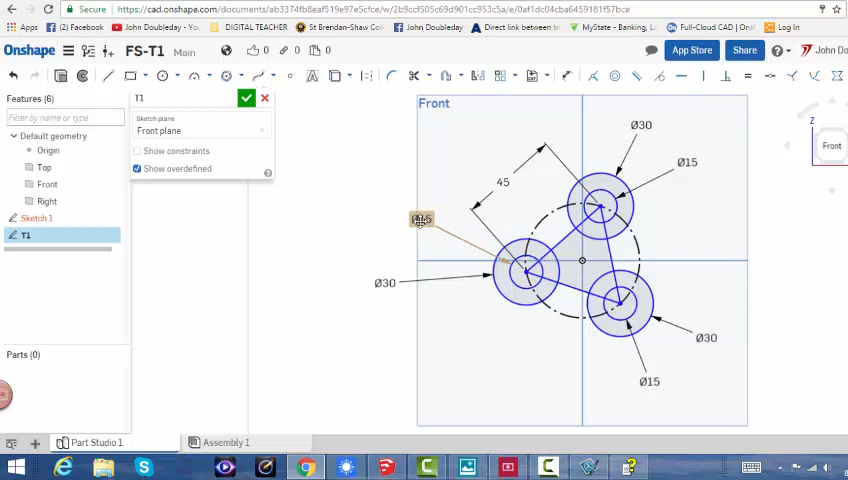 Secure
https://cad.onshape.com/documents/ab3374fb8eaf519e97e5cfce/w/2b9ccf505c69d901cc953c5a/e/0af1dc04cba6459181f57bce
Apps
Facebook
John Doubleday
DIGITAL TEACHER
St Brendan-Shaw Coll
Direct link between t
MyState - Banking, Lo
Full-Cloud CAD | Ons
Log In
Onshape
FS-T1
Main
0
0
0
App Store
Share
John Do
Features (6)
Filter by name or type
Default geometry
Origin
Top
Front
Right
Sketch 1
T1
Parts (0)
T1
Sketch plane
Front plane
Show constraints
Show overdefined
Front
Ø30
Ø15
45
Ø30
Ø30
Ø15
Z
Front
Part Studio 1
Assembly 1